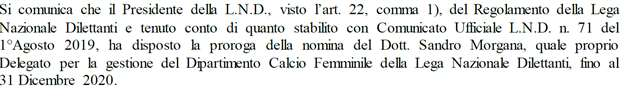 Si comunica che il Presidente della L.N.D., visto l'art. 22, comma 1), del Regolamento della Lega
Nazionale Dilettanti e tenuto conto di quanto stabilito con Comunicato Ufficiale L.N.D. n. 71 del
1°Agosto 2019, ha disposto la proroga della nomina del Dott. Sandro Morgana, quale proprio
Delegato per la gestione del Dipartimento Calcio Femminile della Lega Nazionale Dilettanti, fino al
31 Dicembre 2020.